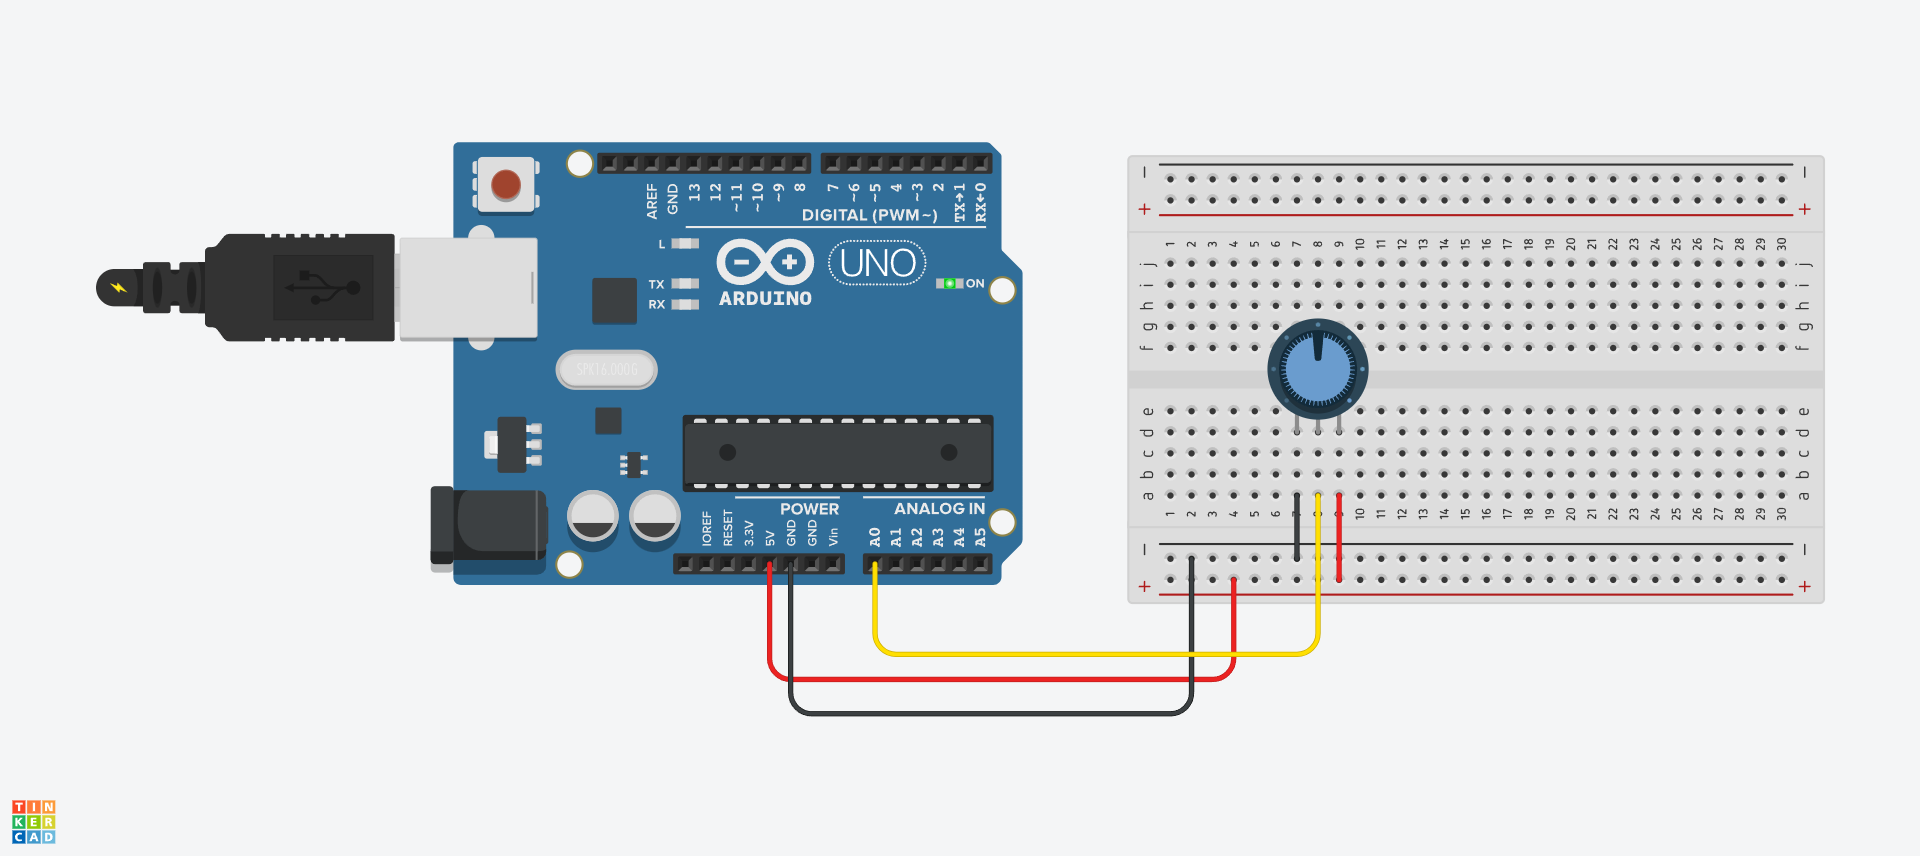 AREF
GND
13
12
~11
~10
~9
8
7
~6
~5
4
~3
2
TX→1
RX←0
DIGITAL (PWM~)
L
TX
RX
ARDUINO
UNO
ON
SPK16.000G
POWER
ANALOG IN
IOREF
RESET
3.3V
5V
GND
GND
Vin
A0
A1
A2
A3
A4
A5
− −
+ +
1 2 3 4 5 6 7 8 9 10 11 12 13 14 15 16 17 18 19 20 21 22 23 24 25 26 27 28 29 30
j j
i i
h h
g g
f f
e e
d d
c c
b b
a a
1 2 3 4 5 6 7 8 9 10 11 12 13 14 15 16 17 18 19 20 21 22 23 24 25 26 27 28 29 30
− −
+ +
TIN
KER
CAD